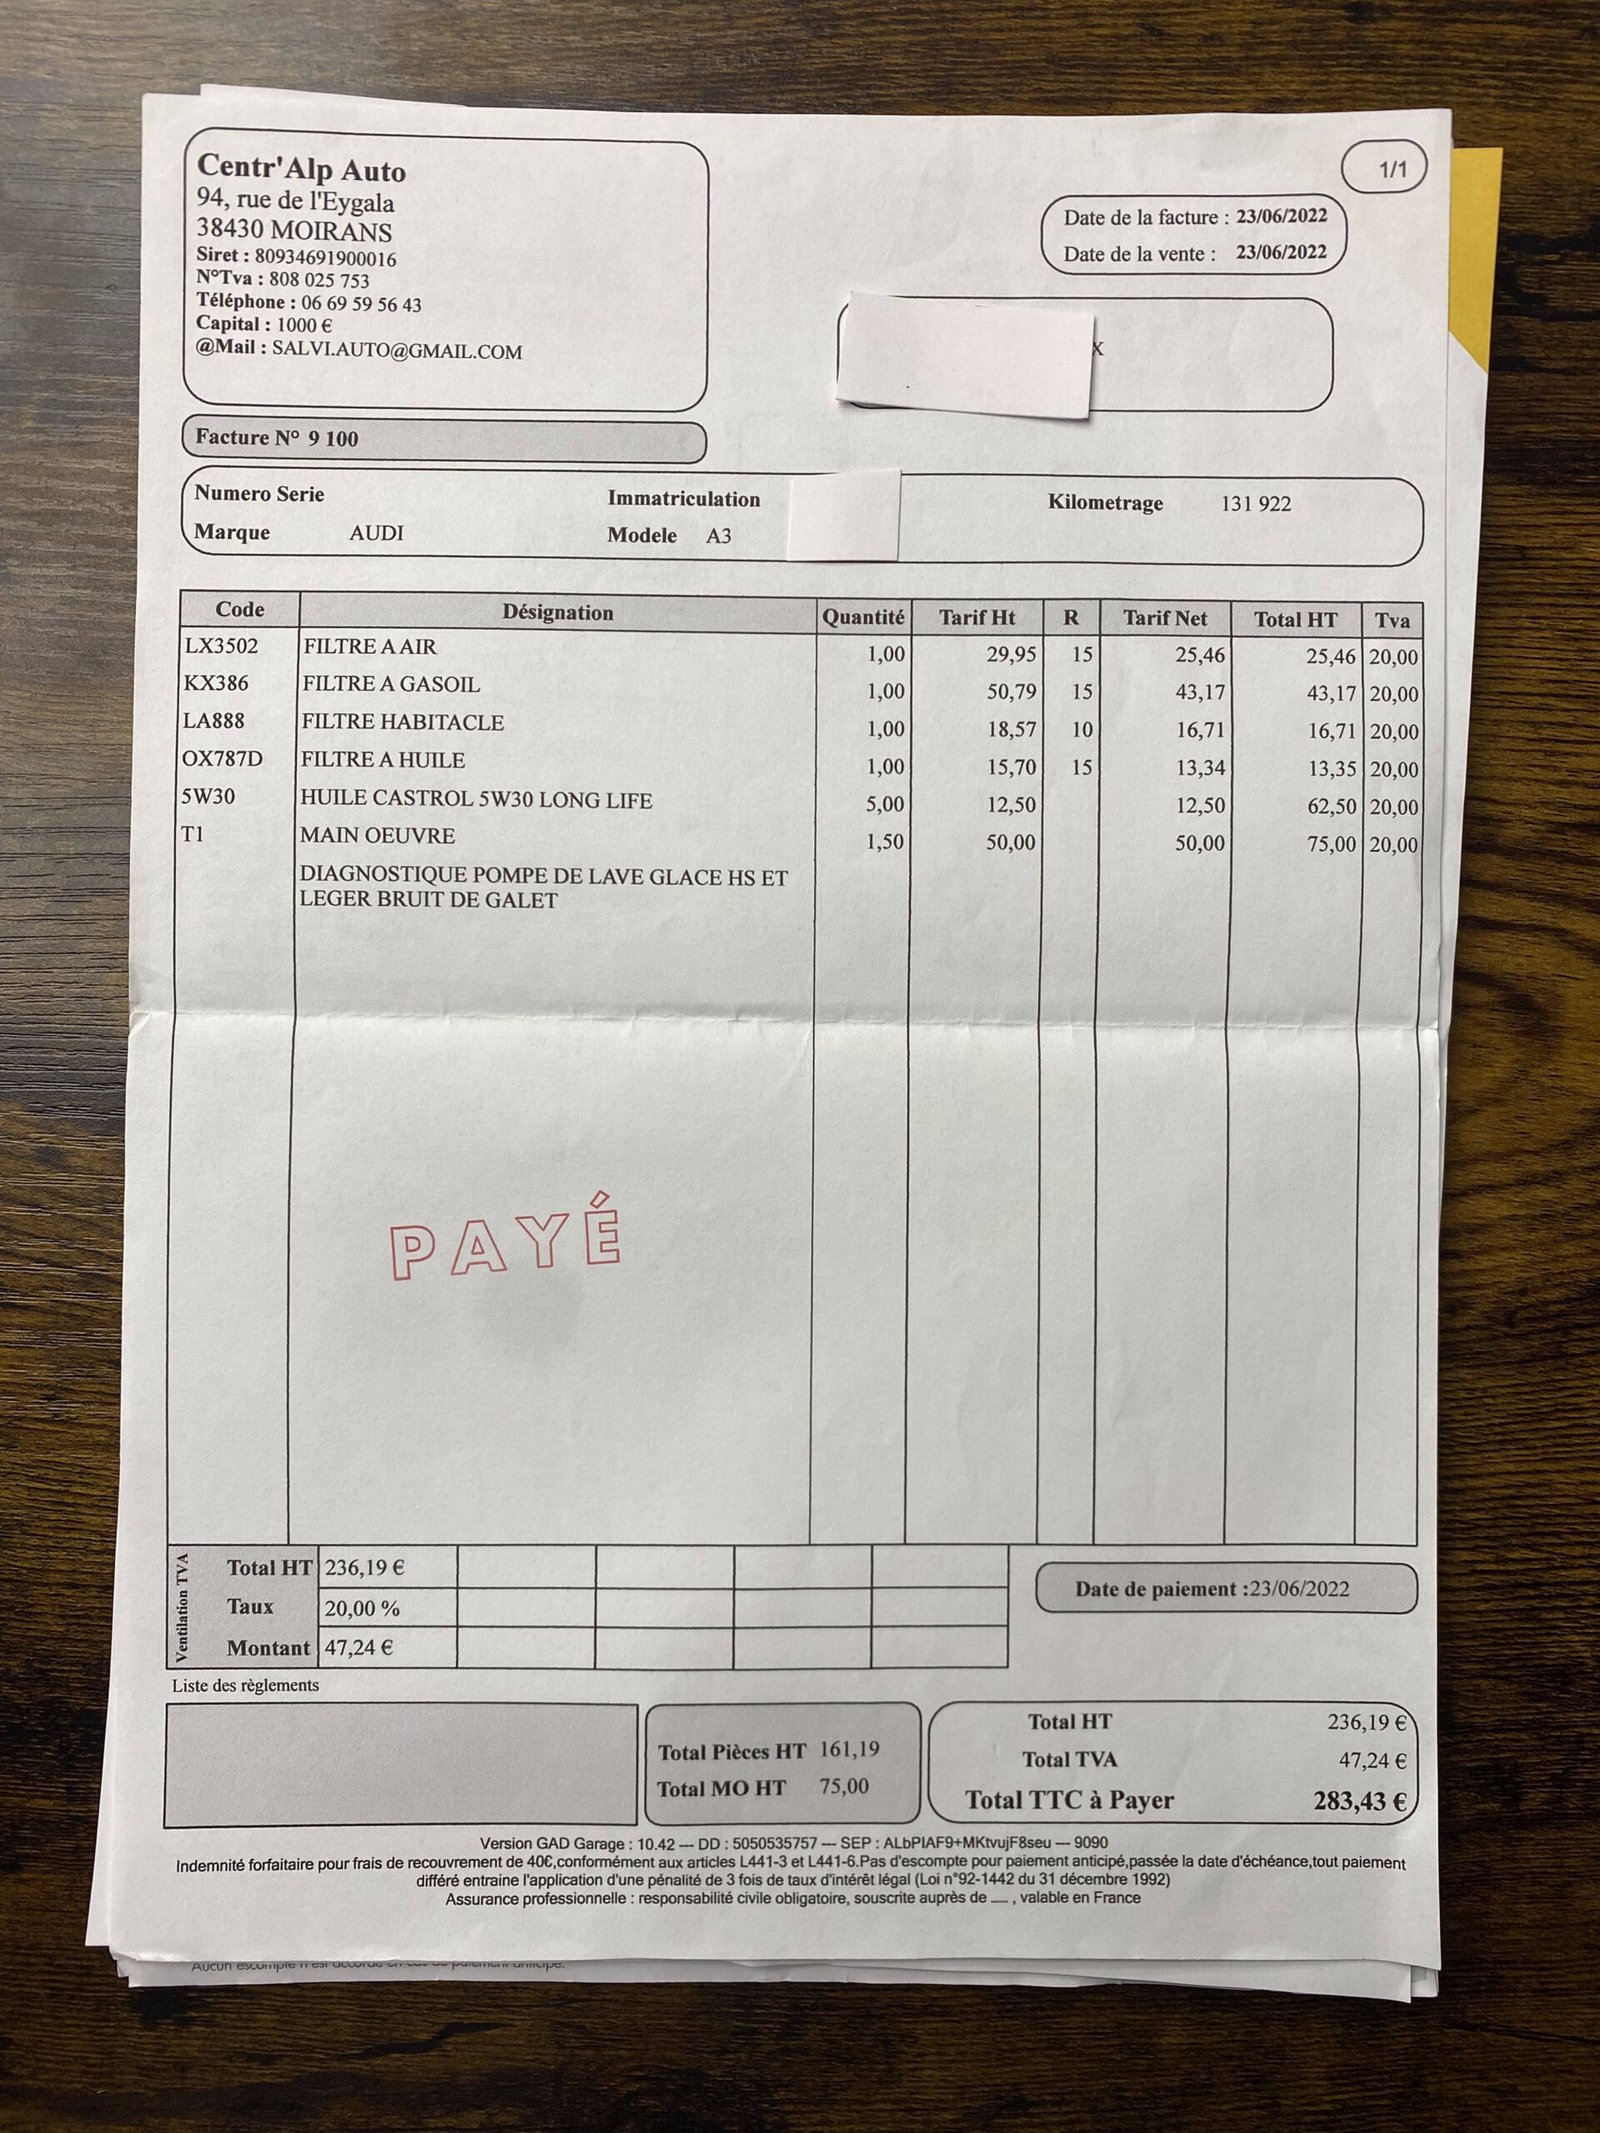 1/1
Centr'Alp Auto
94, rue de l'Eygala
38430 MOIRANS
Siret : 80934691900016
N°Tva : 808 025 753
Téléphone : 06 69 59 56 43
Capital : 1000 €
@Mail : SALVI.AUTO@GMAIL.COM
Date de la facture : 23/06/2022
Date de la vente : 23/06/2022
X
Facture N° 9 100
Numero Serie Immatriculation Kilometrage 131 922
Marque AUDI Modele A3
Code Désignation Quantité Tarif Ht R Tarif Net Total HT Tva
LX3502 FILTRE A AIR 1,00 29,95 15 25,46 25,46 20,00
KX386 FILTRE A GASOIL 1,00 50,79 15 43,17 43,17 20,00
LA888 FILTRE HABITACLE 1,00 18,57 10 16,71 16,71 20,00
OX787D FILTRE A HUILE 1,00 15,70 15 13,34 13,35 20,00
5W30 HUILE CASTROL 5W30 LONG LIFE 5,00 12,50 12,50 62,50 20,00
T1 MAIN OEUVRE 1,50 50,00 50,00 75,00 20,00
DIAGNOSTIQUE POMPE DE LAVE GLACE HS ET
LEGER BRUIT DE GALET
PAYÉ
Ventilation TVA
Total HT 236,19 €
Taux 20,00 %
Montant 47,24 €
Date de paiement :23/06/2022
Liste des règlements
Total Pièces HT 161,19
Total MO HT 75,00
Total HT 236,19 €
Total TVA 47,24 €
Total TTC à Payer 283,43 €
Version GAD Garage : 10.42 --- DD : 5050535757 --- SEP : ALbPIAF9+MKtvujF8seu --- 9090
Indemnité forfaitaire pour frais de recouvrement de 40€,conformément aux articles L441-3 et L441-6.Pas d'escompte pour paiement anticipé,passée la date d'échéance,tout paiement
différé entraine l'application d'une pénalité de 3 fois de taux d'intérêt légal (Loi n°92-1442 du 31 décembre 1992)
Assurance professionnelle : responsabilité civile obligatoire, souscrite auprès de ..... , valable en France
Aucun escompte n'est accordé en cas de paiement anticipé.